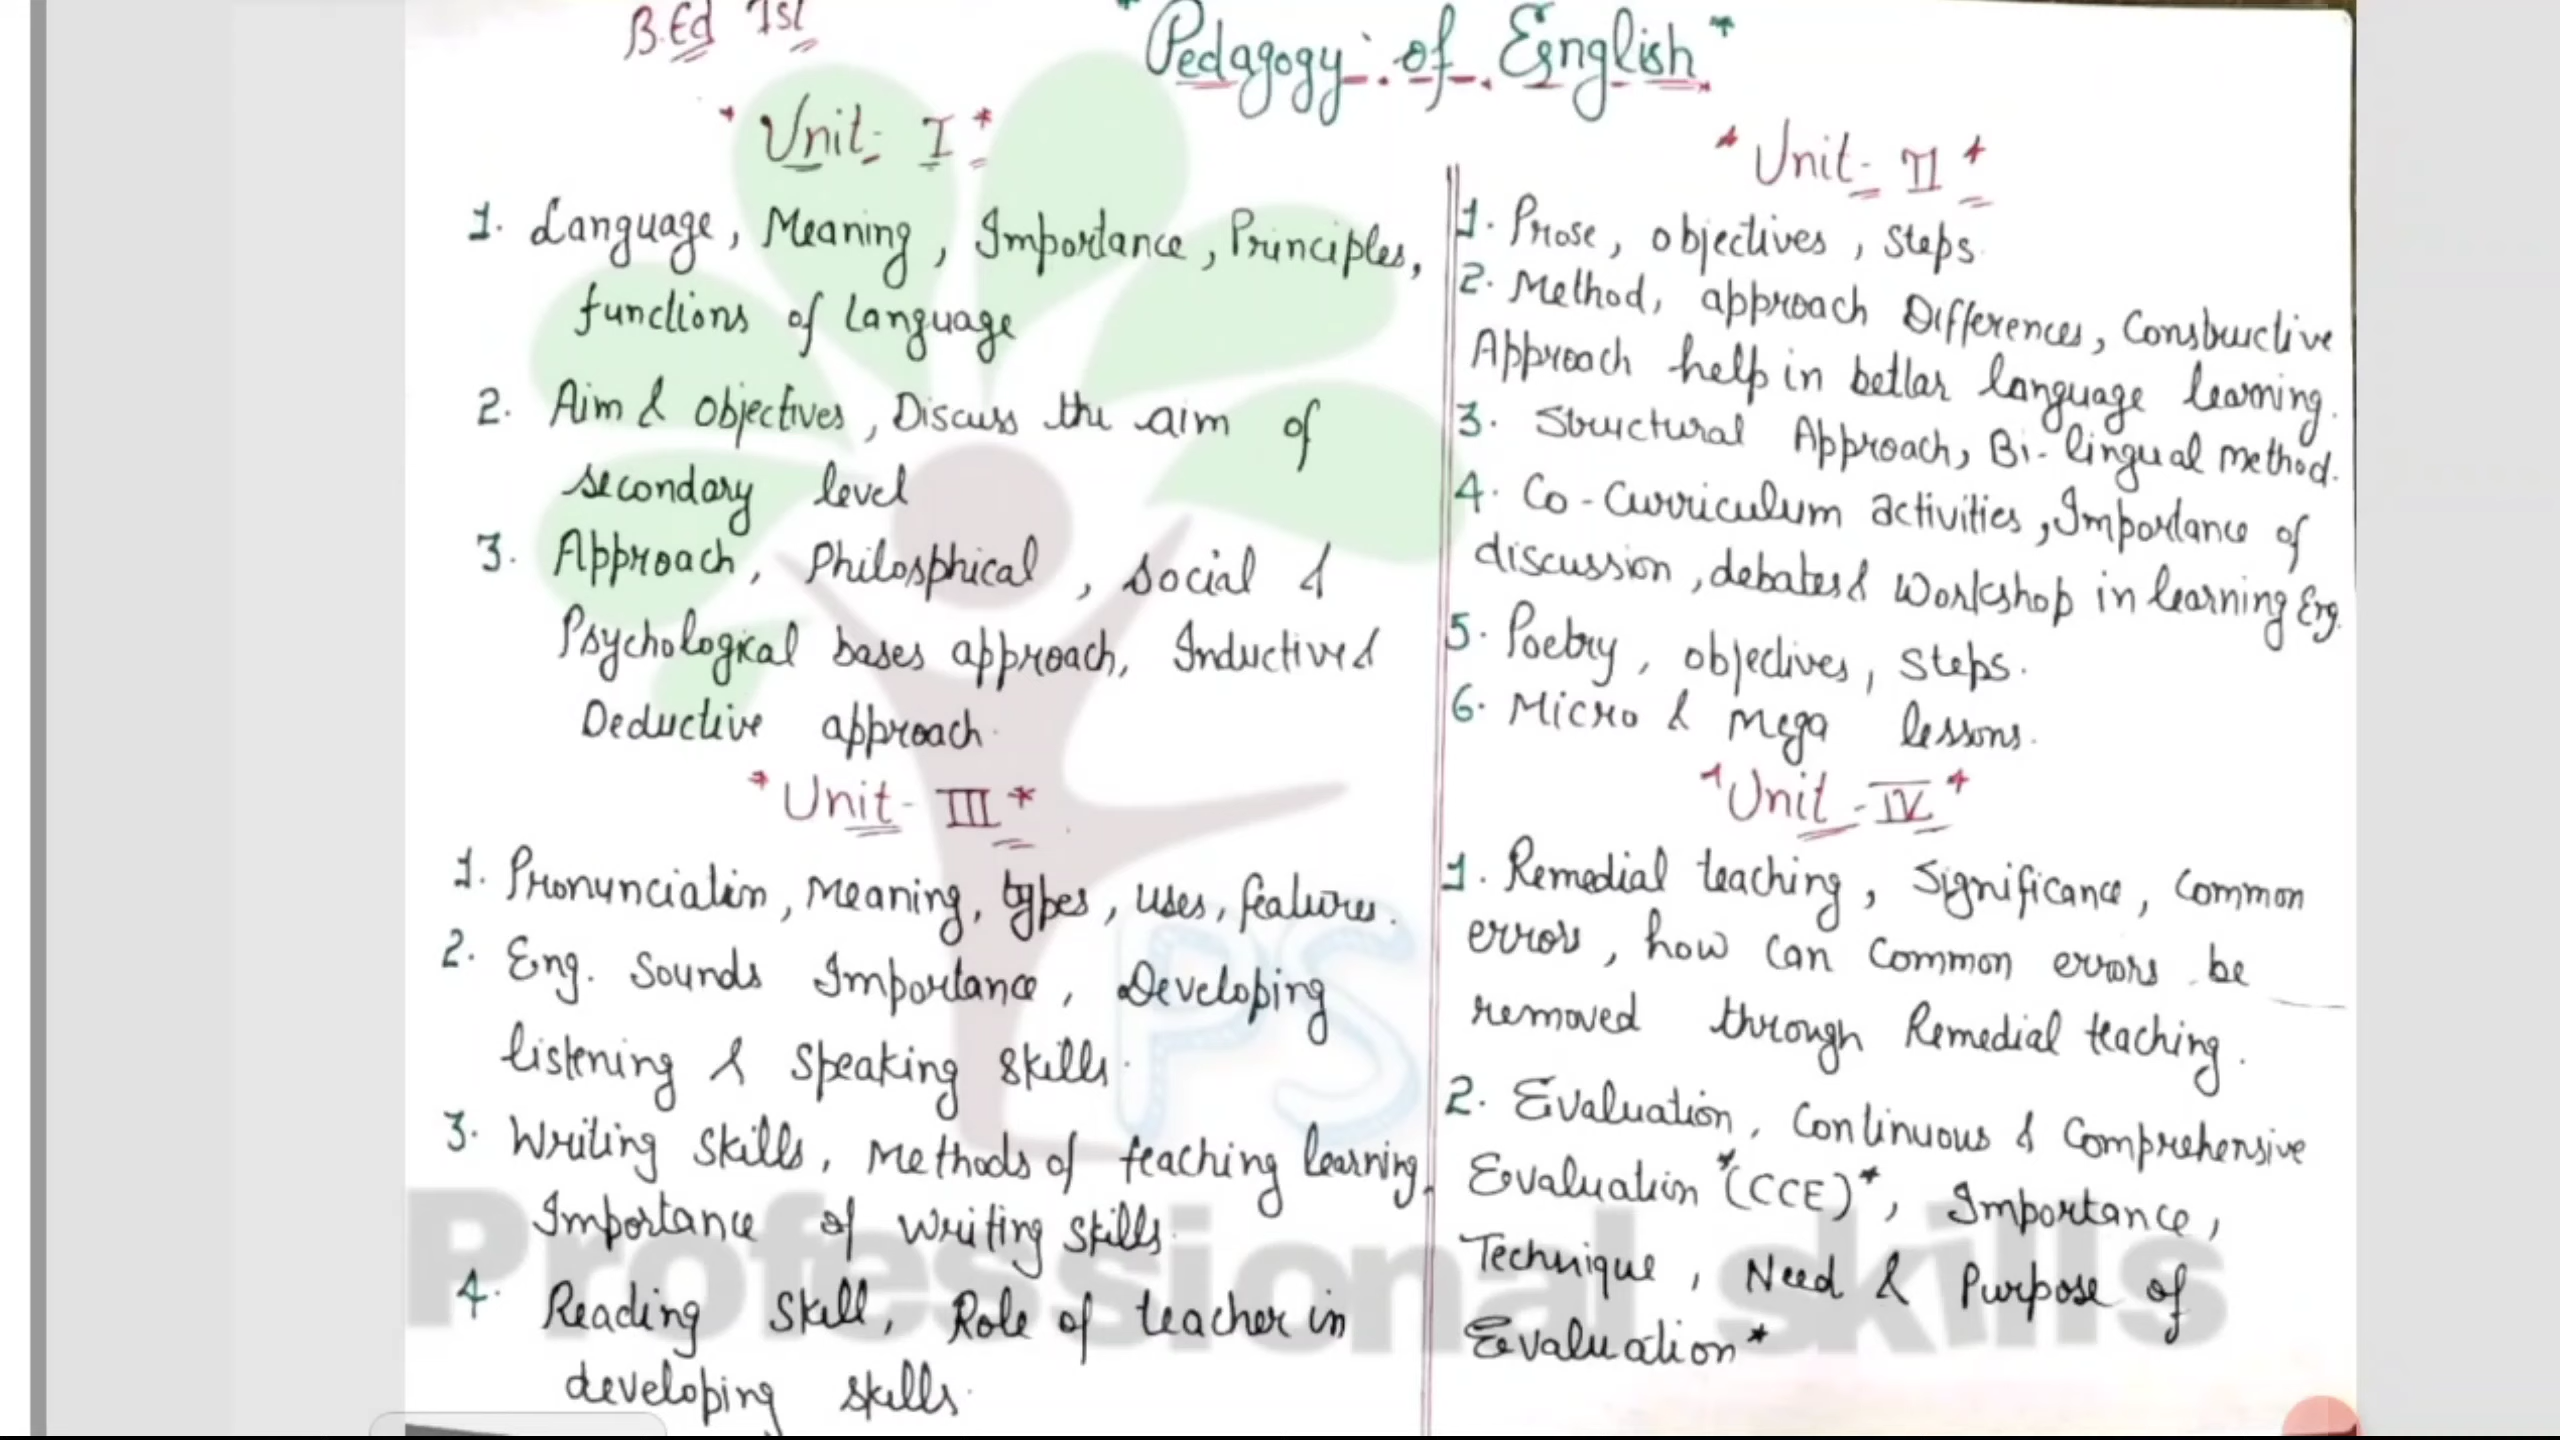 B.Ed 1st
* Pedagogy of English *
* Unit - I *
1. Language, Meaning, Importance, Principles,
functions of language
2. Aim & objectives, Discuss the aim of
secondary level
3. Approach, Philosphical, social &
Psychological bases approach, Inductive &
Deductive approach.
* Unit - II *
1. Prose, objectives, steps.
2. Method, approach Differences, Constructive
Approach help in bettar language learning.
3. Structural Approach, Bi-lingual method.
4. Co-Curriculum activities, Importance of
discussion, debates & workshop in learning Eng.
5. Poetry, objectives, steps.
6. Micro & Mega lessons.
* Unit - III *
1. Pronunciation, Meaning, types, uses, features.
2. Eng. Sounds Importance, Developing
listening & speaking skills.
3. Writing skills, Methods of teaching learning,
Importance of writing skills.
4. Reading Skill, Role of teacher in
developing skills.
* Unit - IV *
1. Remedial teaching, Significance, common
errors, how can common errors be
removed through Remedial teaching.
2. Evaluation, Continuous & Comprehensive
Evaluation *(CCE)*, Importance,
Technique, Need & Purpose of
Evaluation *
PS
Professional skills